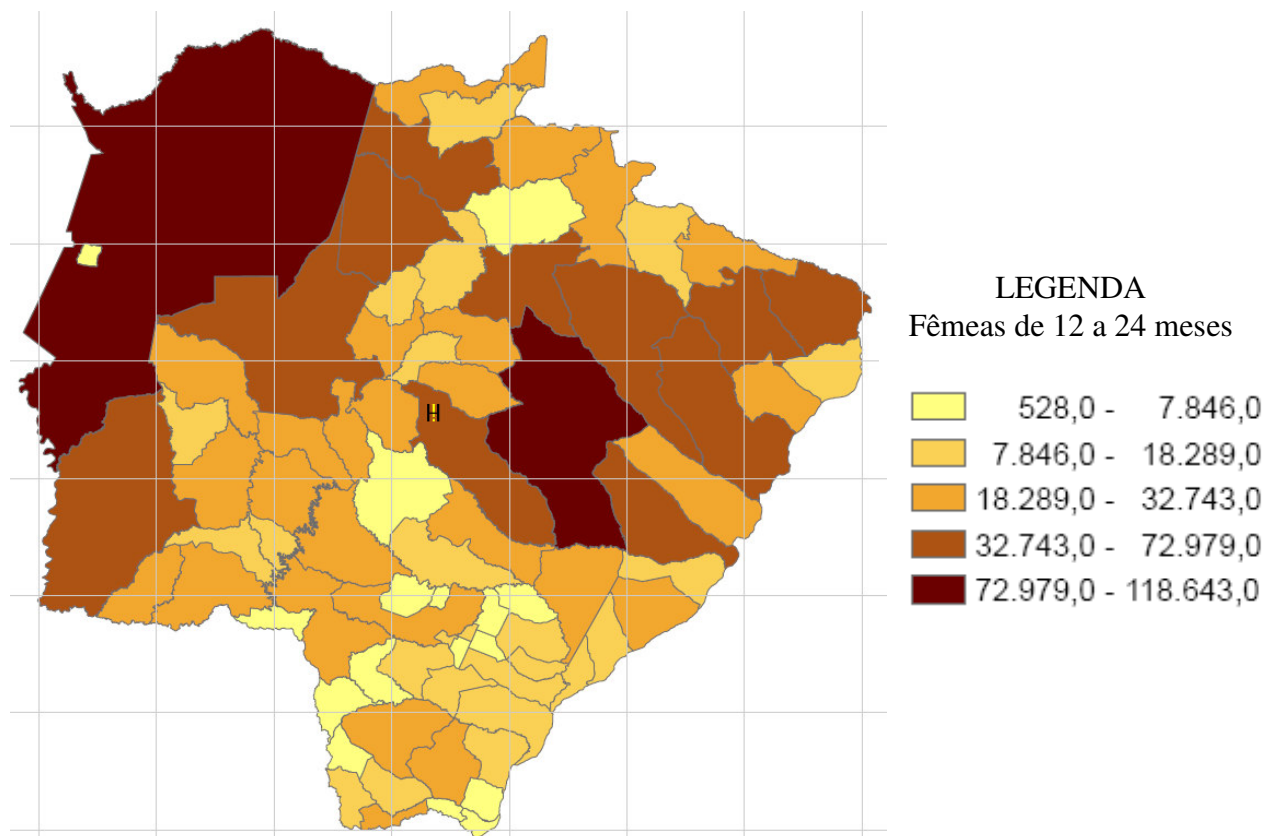 H
LEGENDA
Fêmeas de 12 a 24 meses
528,0 - 7.846,0
7.846,0 - 18.289,0
18.289,0 - 32.743,0
32.743,0 - 72.979,0
72.979,0 - 118.643,0